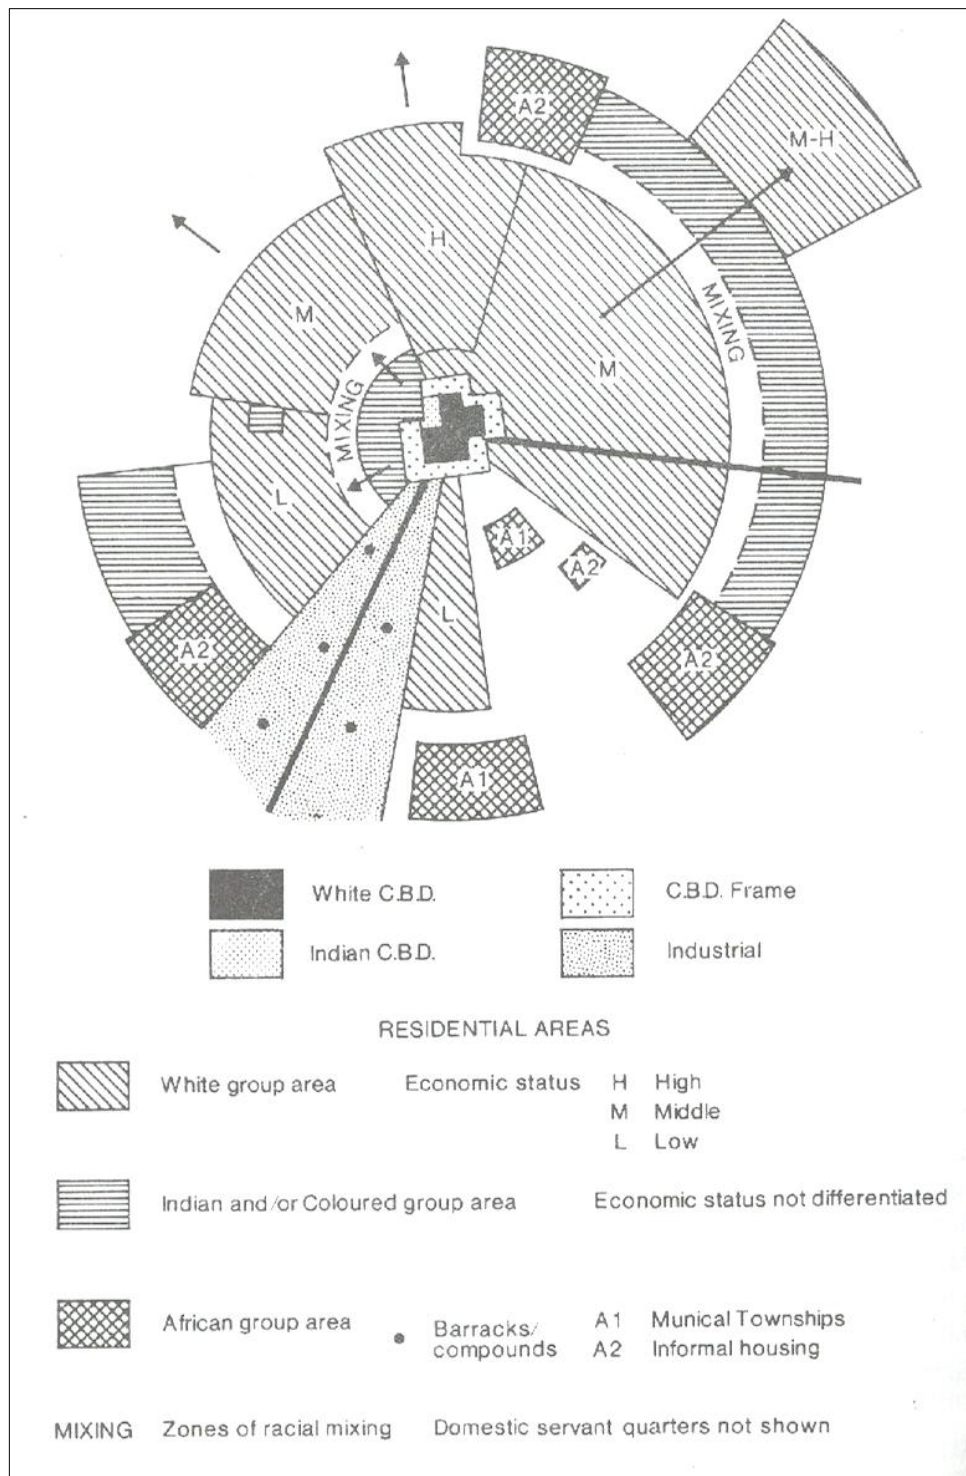 A2
M-H
H
M
MIXING
M
MIXING
L
A1
A2
L
A2
A2
A1
White C.B.D.
C.B.D. Frame
Indian C.B.D.
Industrial
RESIDENTIAL AREAS
White group area Economic status H High
M Middle
L Low
Indian and/or Coloured group area Economic status not differentiated
African group area
Barracks/
compounds
A1 Munical Townships
A2 Informal housing
MIXING Zones of racial mixing Domestic servant quarters not shown